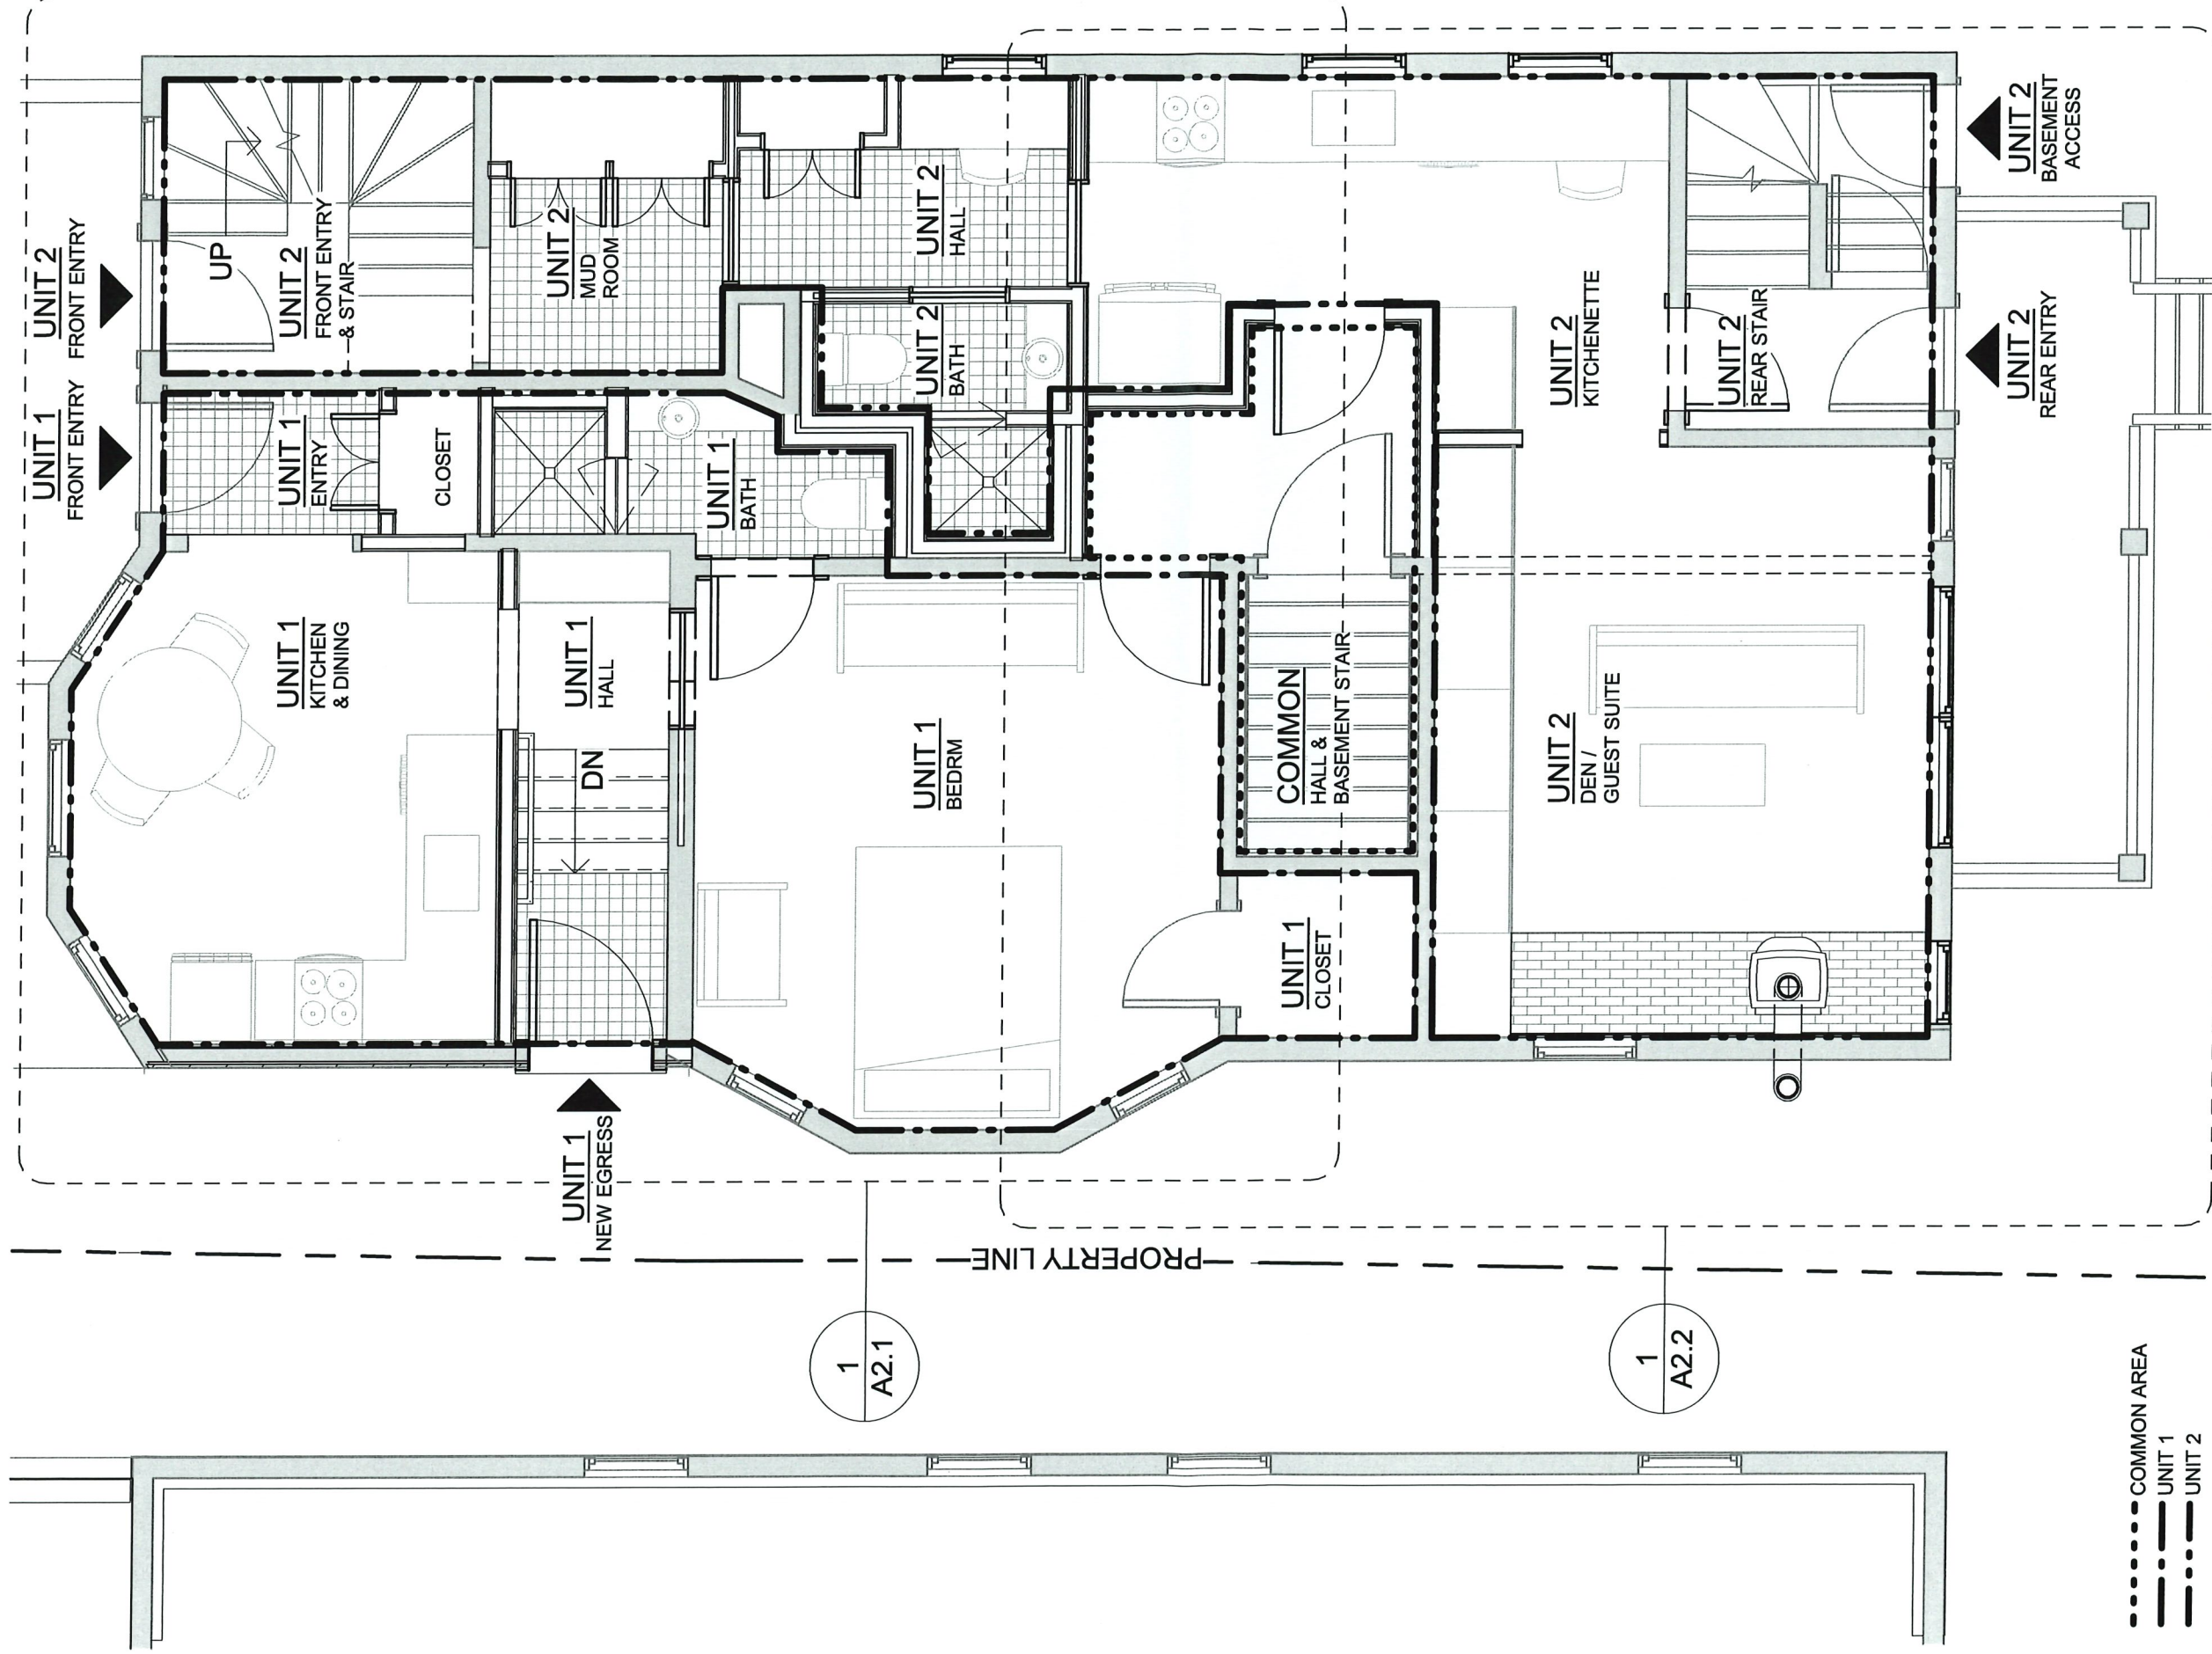 UNIT 1
FRONT ENTRY
UNIT 2
FRONT ENTRY
UP
UNIT 2
FRONT ENTRY
& STAIR
UNIT 1
ENTRY
CLOSET
UNIT 2
MUD
ROOM
UNIT 2
HALL
UNIT 2
BATH
UNIT 1
BATH
UNIT 1
KITCHEN
& DINING
UNIT 1
HALL
DN
UNIT 1
NEW EGRESS
UNIT 1
BEDRM
COMMON
HALL &
BASEMENT STAIR
UNIT 1
CLOSET
UNIT 2
KITCHENETTE
UNIT 2
DEN /
GUEST SUITE
UNIT 2
REAR STAIR
UNIT 2
REAR ENTRY
UNIT 2
BASEMENT
ACCESS
PROPERTY LINE
1
A2.1
1
A2.2
COMMON AREA
UNIT 1
UNIT 2